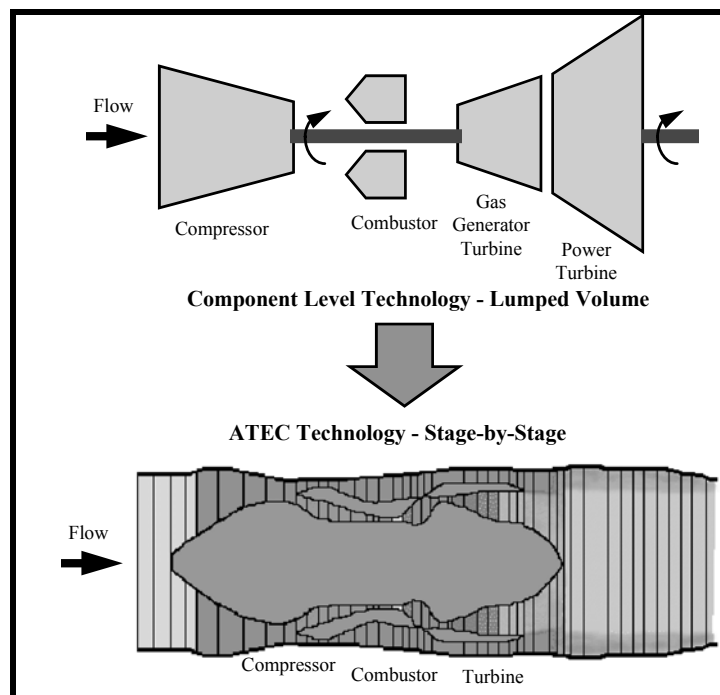 Flow
Compressor
Combustor
Gas
Generator
Turbine
Power
Turbine
Component Level Technology - Lumped Volume
ATEC Technology - Stage-by-Stage
Flow
Compressor
Combustor
Turbine